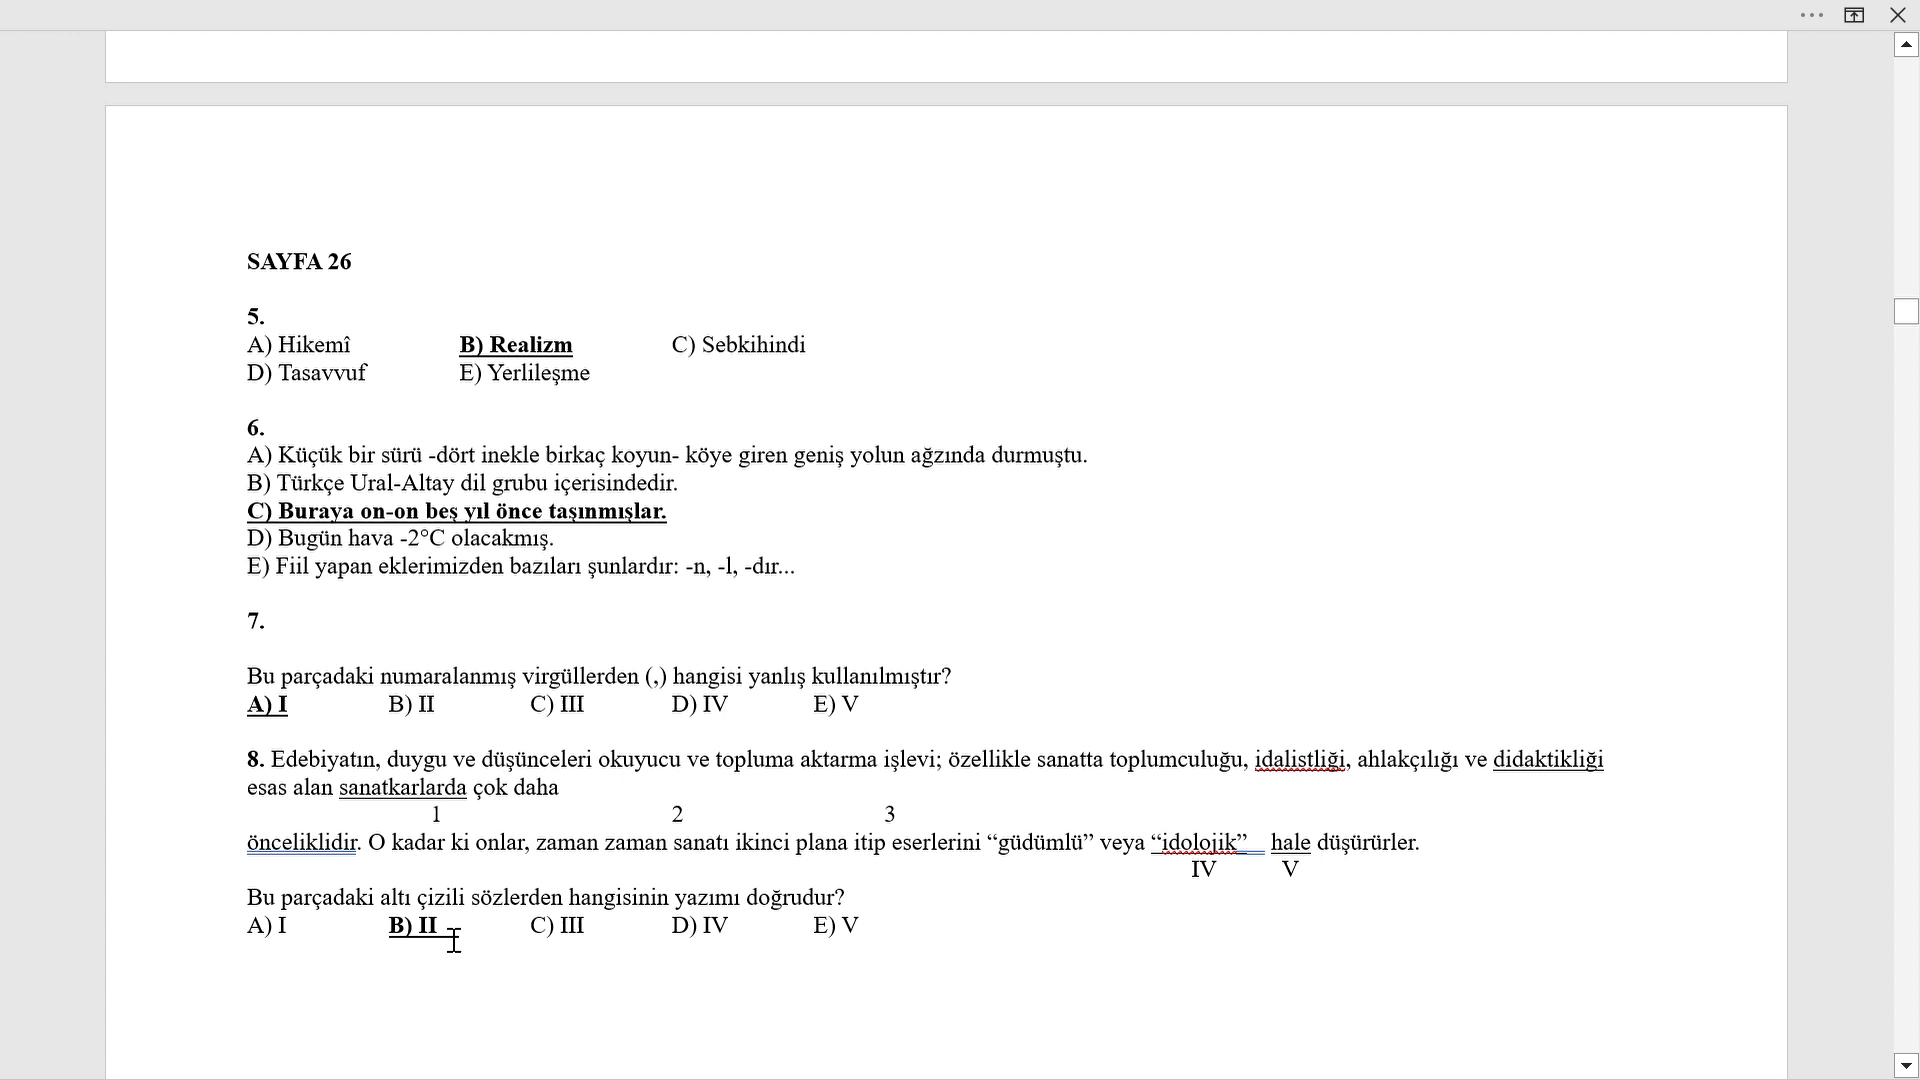 SAYFA 26
5.
A) Hikemî B) Realizm C) Sebkihindi
D) Tasavvuf E) Yerlileşme
6.
A) Küçük bir sürü -dört inekle birkaç koyun- köye giren geniş yolun ağzında durmuştu.
B) Türkçe Ural-Altay dil grubu içerisindedir.
C) Buraya on-on beş yıl önce taşınmışlar.
D) Bugün hava -2°C olacakmış.
E) Fiil yapan eklerimizden bazıları şunlardır: -n, -l, -dır...
7.
Bu parçadaki numaralanmış virgüllerden (,) hangisi yanlış kullanılmıştır?
A) I B) II C) III D) IV E) V
8. Edebiyatın, duygu ve düşünceleri okuyucu ve topluma aktarma işlevi; özellikle sanatta toplumculuğu, idalistliği, ahlakçılığı ve didaktikliği
esas alan sanatkarlarda çok daha
1 2 3
önceliklidir. O kadar ki onlar, zaman zaman sanatı ikinci plana itip eserlerini “güdümlü” veya “idolojik” hale düşürürler.
IV V
Bu parçadaki altı çizili sözlerden hangisinin yazımı doğrudur?
A) I B) II C) III D) IV E) V